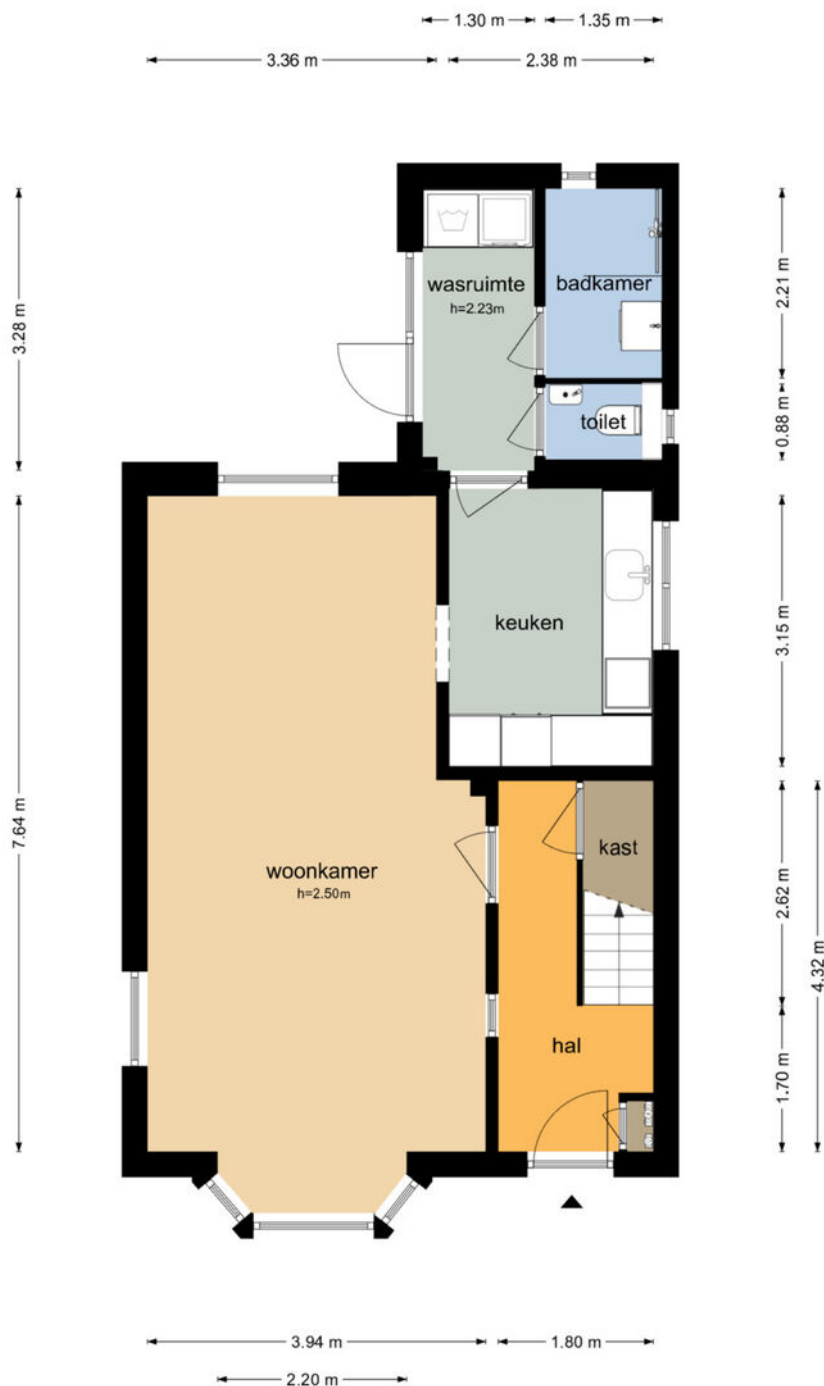 1.30 m
1.35 m
3.36 m
2.38 m
3.28 m
2.21 m
wasruimte
h=2.23m
badkamer
toilet
0.88 m
keuken
3.15 m
7.64 m
woonkamer
h=2.50m
kast
2.62 m
4.32 m
hal
1.70 m
3.94 m
1.80 m
2.20 m